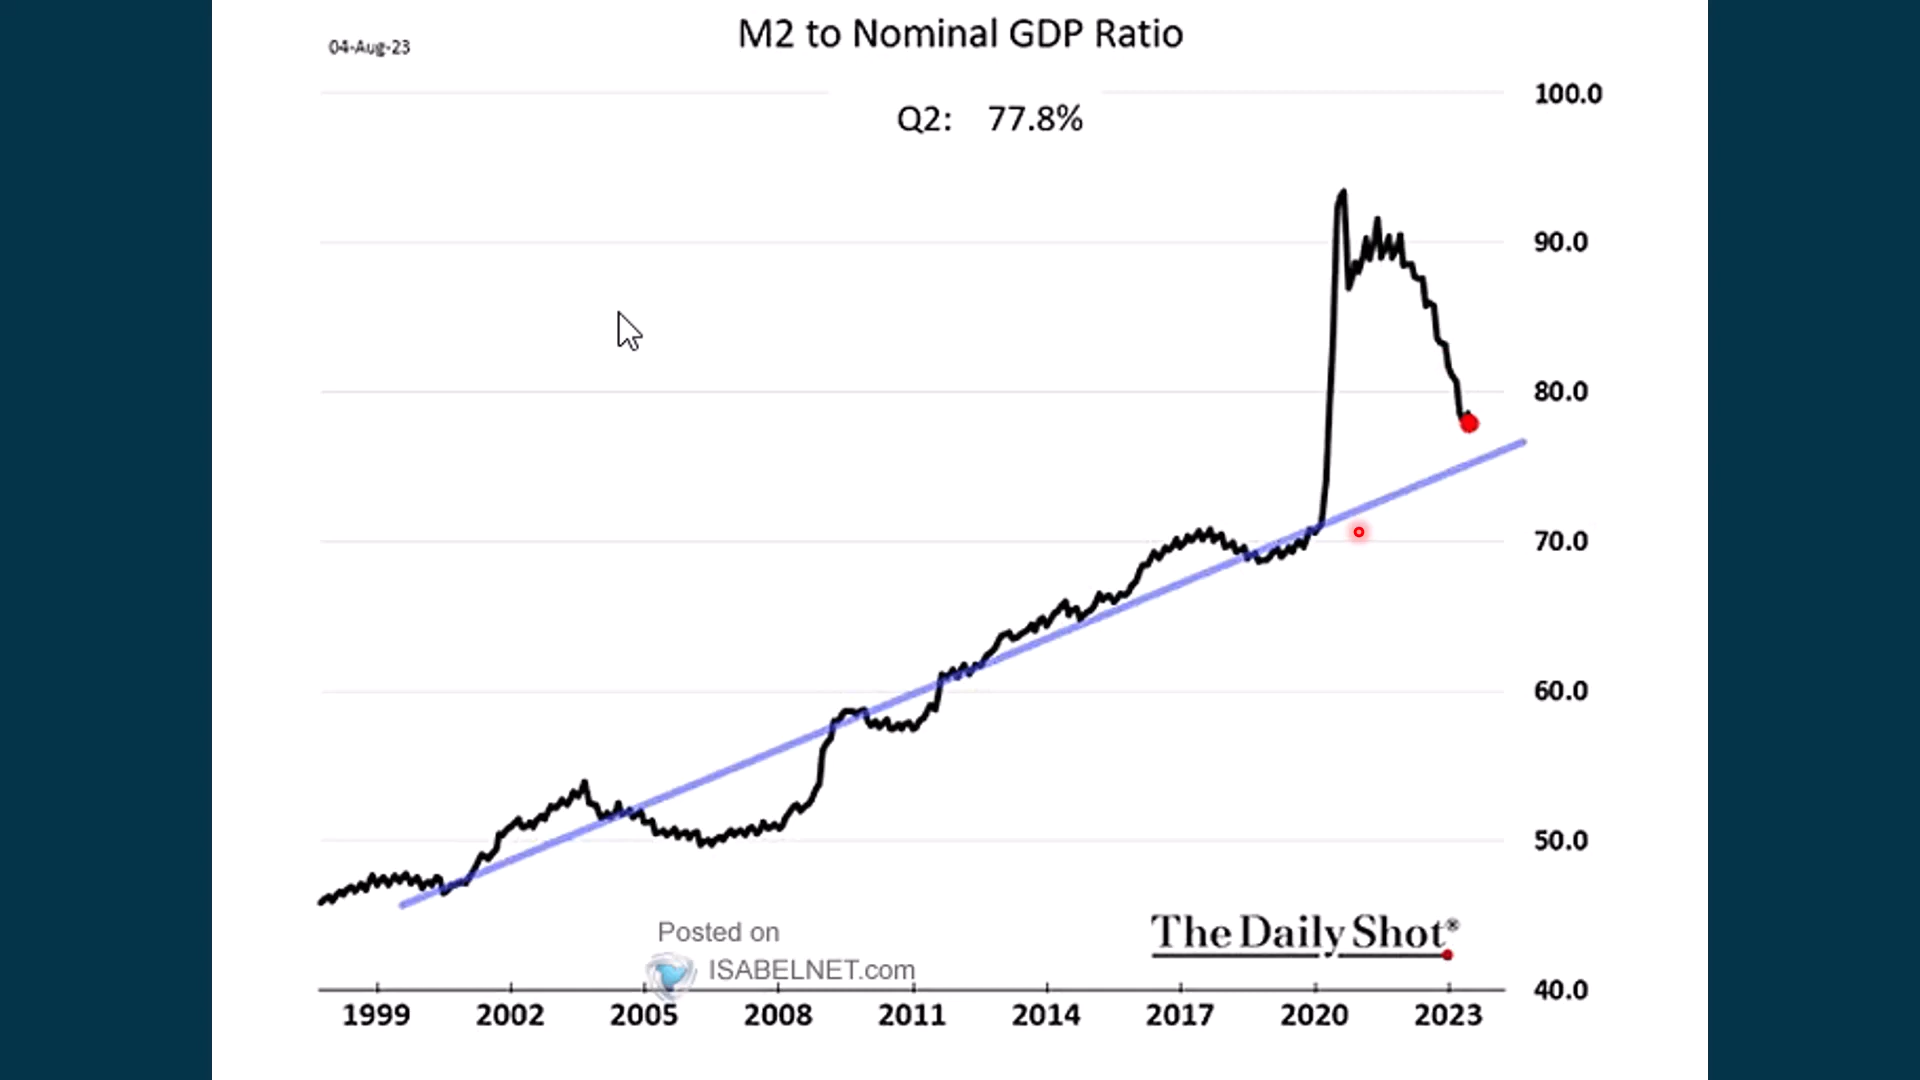 M2 to Nominal GDP Ratio
04-Aug-23
Q2: 77.8%
100.0
90.0
80.0
70.0
60.0
50.0
40.0
Posted on
ISABELNET.com
The Daily Shot®
1999 2002 2005 2008 2011 2014 2017 2020 2023